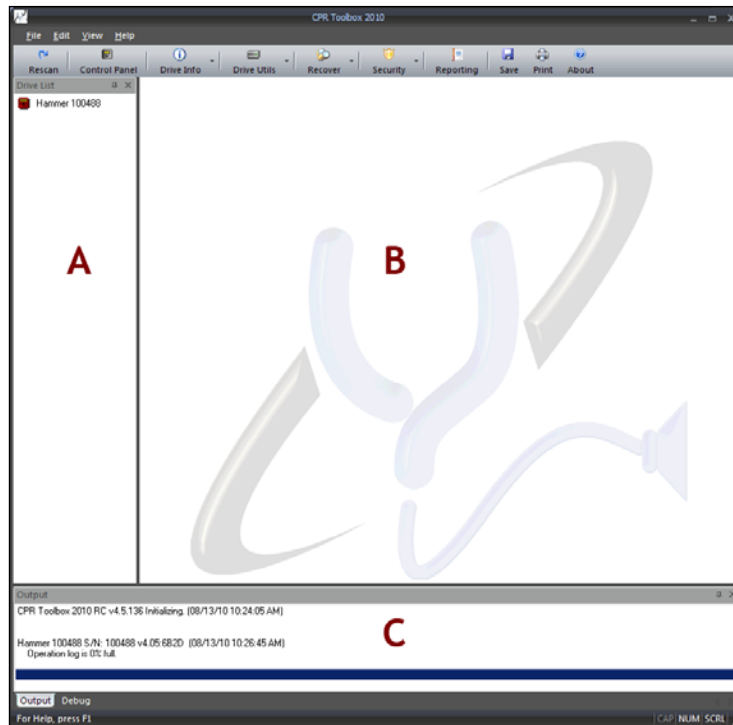 CPR Toolbox 2010
File Edit View Help
Rescan Control Panel Drive Info Drive Utils Recover Security Reporting Save Print About
Drive List
Hammer 100488
A
B
Output
CPR Toolbox 2010 RC v4.5.136 Initializing. (08/13/10 10:24:05 AM)
Hammer 100488 S/N: 100488 v4.05:6B2D (08/13/10 10:26:45 AM)
Operation log is 0% full.
C
Output Debug
For Help, press F1 CAP NUM SCRL